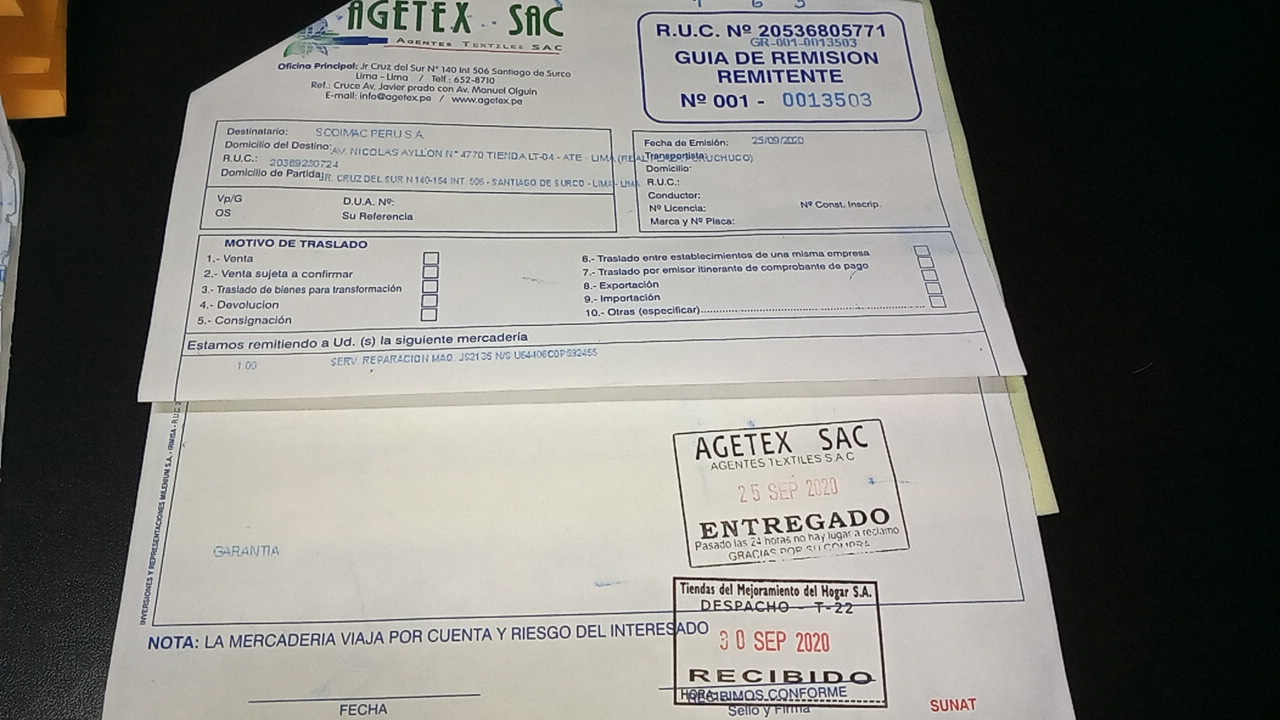 AGETEX SAC
AGENTES TEXTILES SAC
Oficina Principal: Jr Cruz del Sur N° 140 Int 506 Santiago de Surco
Lima - Lima / Telf : 652-8710
Ref.: Cruce Av. Javier prado con Av. Manuel Olguin
E-mail: info@agetex.pe / www.agetex.pe
R.U.C. Nº 20536805771
GR-001-0013503
GUIA DE REMISION
REMITENTE
Nº 001 - 0013503
Destinatario: SODIMAC PERU S.A.
Domicilio del Destino: AV. NICOLAS AYLLON N° 4770 TIENDA LT-04 - ATE - LIMA
R.U.C.: 20389230724
Domicilio de Partida: JR. CRUZ DEL SUR N 140-154 INT. 506 - SANTIAGO DE SURCO - LIMA - LIMA
Vp/G D.U.A. Nº:
OS Su Referencia
Fecha de Emisión: 25/09/2020
Transportista:
Domicilio:
R.U.C.:
Conductor:
Nº Licencia: Nº Const. Inscrip.
Marca y Nº Placa:
MOTIVO DE TRASLADO
1.- Venta
2.- Venta sujeta a confirmar
3.- Traslado de bienes para transformación
4.- Devolucion
5.- Consignación
6.- Traslado entre establecimientos de una misma empresa
7.- Traslado por emisor itinerante de comprobante de pago
8.- Exportación
9.- Importación
10.- Otras (especificar)
Estamos remitiendo a Ud. (s) la siguiente mercadería
1.00 SERV. REPARACION MAQ. JS2135 N/S
INVERSIONES Y REPRESENTACIONES MILENIUM S.A. - IRMISA - R.U.C.
AGETEX SAC
AGENTES TEXTILES S A C
25 SEP 2020
ENTREGADO
Pasado las 24 horas no hay lugar a reclamo
GRACIAS POR SU COMPRA
GARANTIA
Tiendas del Mejoramiento del Hogar S.A.
DESPACHO - T-22
30 SEP 2020
RECIBIDO
HORA:
NOTA: LA MERCADERIA VIAJA POR CUENTA Y RIESGO DEL INTERESADO
RECIBIMOS CONFORME
FECHA
Sello y Firma
SUNAT